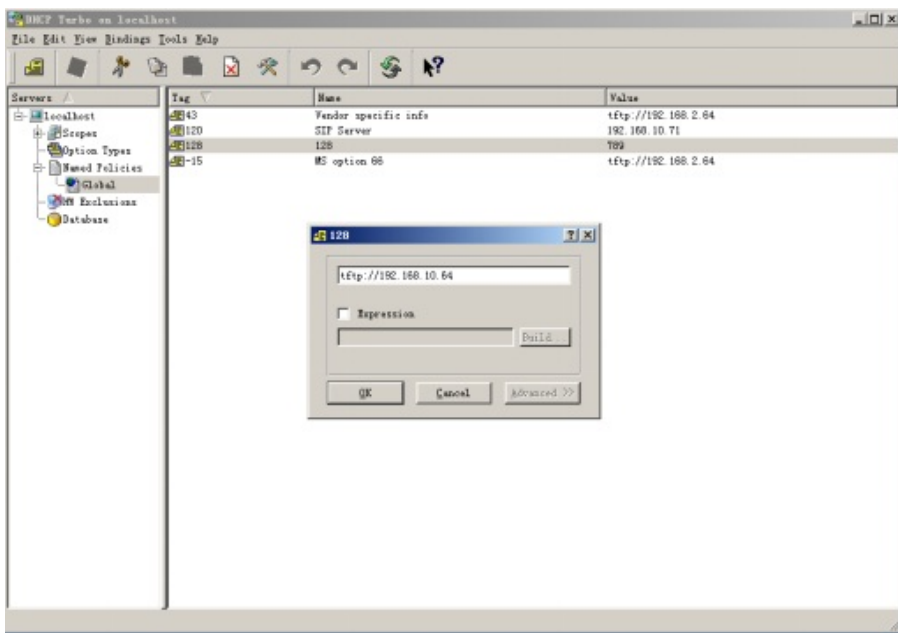 DHCP Turbo on localhost
File Edit View Bindings Tools Help
Servers
Tag Name Value
localhost
Scopes
Option Types
Named Policies
Global
HW Exclusions
Database
43 Vendor specific info tftp://192.168.2.64
120 SIP Server 192.168.10.71
128 128 789
-15 MS option 66 tftp://192.168.2.64
128
tftp://192.168.10.64
Expression
Build...
OK Cancel Advanced >>